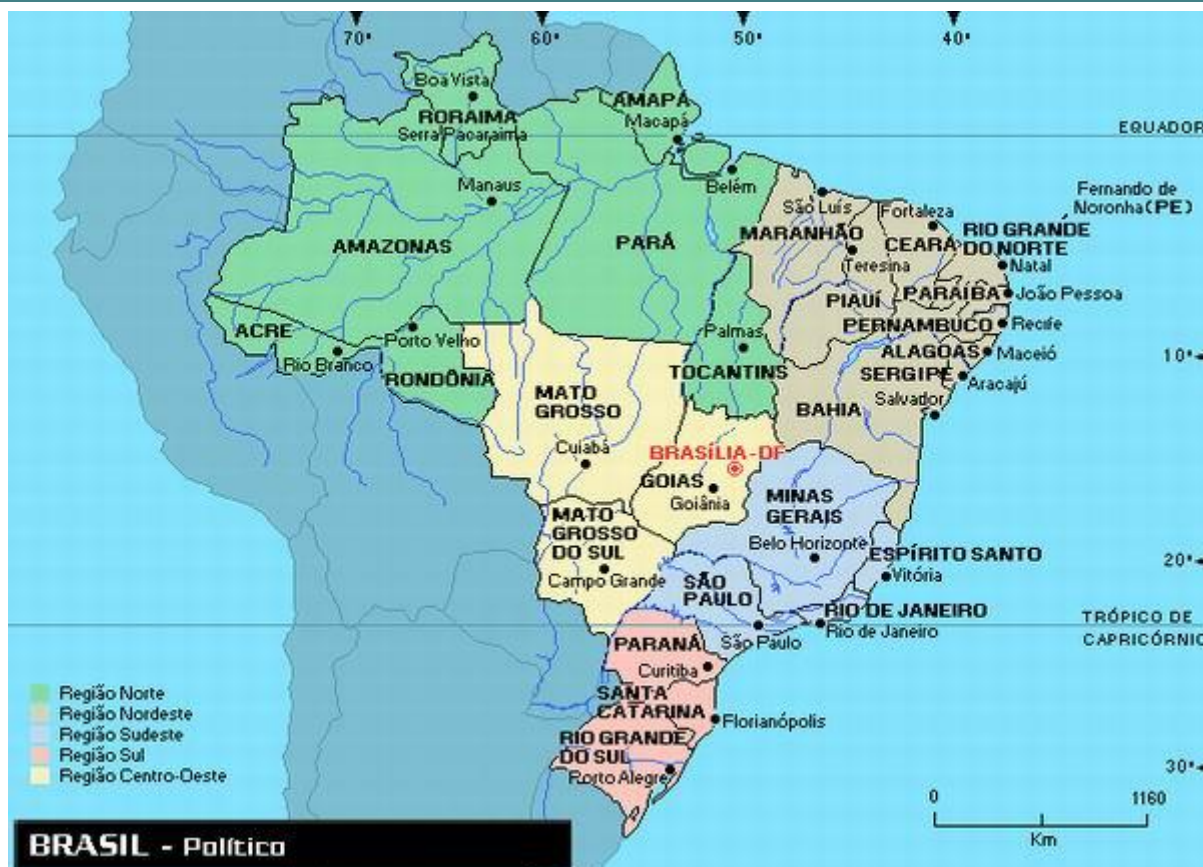 70°
60°
50°
40°
Boa Vista
RORAIMA
Serra Pacaraima
AMAPÁ
Macapá
EQUADOR
Manaus
Belém
São Luís
Fortaleza
Fernando de
Noronha(PE)
AMAZONAS
PARÁ
MARANHÃO
CEARÁ
RIO GRANDE
DO NORTE
Teresina
Natal
PIAUÍ
PARAÍBA
João Pessoa
ACRE
Porto Velho
Palmas
PERNAMBUCO
Recife
Rio Branco
RONDÔNIA
TOCANTINS
ALAGOAS
Maceió
10°
SERGIPE
Aracajú
MATO
GROSSO
BAHIA
Salvador
Cuiabá
BRASÍLIA-DF
GOIAS
Goiânia
MINAS
GERAIS
MATO
GROSSO
DO SUL
Belo Horizonte
ESPÍRITO SANTO
20°
Campo Grande
Vitória
SÃO
PAULO
RIO DE JANEIRO
Rio de Janeiro
TRÓPICO DE
CAPRICÓRNIO
PARANÁ
São Paulo
Curitiba
SANTA
CATARINA
Florianópolis
RIO GRANDE
DO SUL
Porto Alegre
30°
Região Norte
Região Nordeste
Região Sudeste
Região Sul
Região Centro-Oeste
0 1160
Km
BRASIL - Político